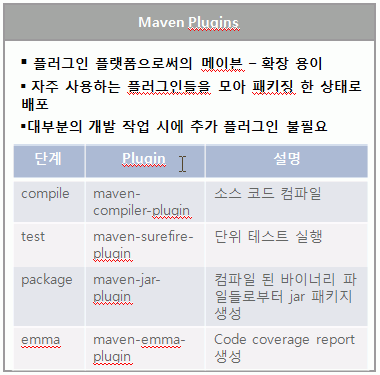 Maven Plugins
▪ 플러그인 플랫폼으로써의 메이븐 – 확장 용이
▪ 자주 사용하는 플러그인들을 모아 패키징 한 상태로
배포
▪대부분의 개발 작업 시에 추가 플러그인 불필요
단계 Plugin 설명
compile maven- 소스 코드 컴파일
compiler-plugin
test maven-surefire- 단위 테스트 실행
plugin
package maven-jar- 컴파일 된 바이너리 파
plugin 일들로부터 jar 패키지
생성
emma maven-emma- Code coverage report
plugin 생성